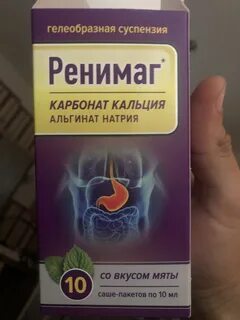 гелеобразная суспензия
Ренимаг*
КАРБОНАТ КАЛЬЦИЯ
АЛЬГИНАТ НАТРИЯ
10
СО ВКУСОМ МЯТЫ
саше-пакетов по 10 мл